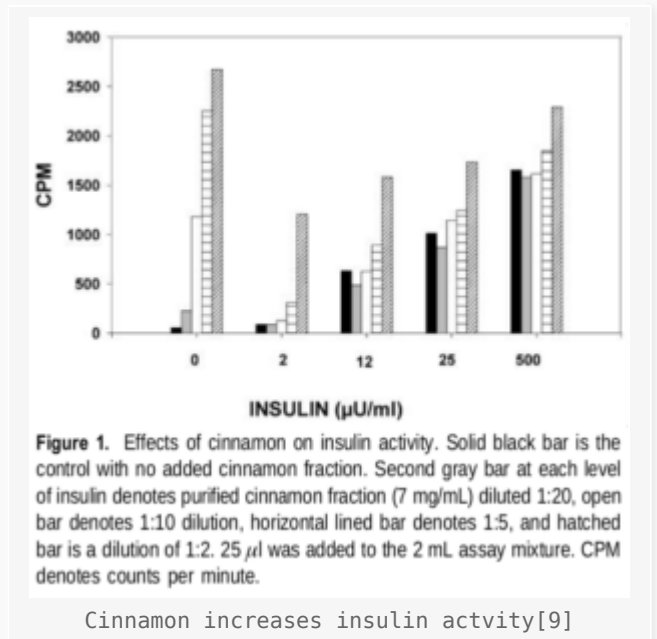 3000
2500
2000
1500
1000
500
0
CPM
0 2 12 25 500
INSULIN (µU/ml)
Figure 1. Effects of cinnamon on insulin activity. Solid black bar is the
control with no added cinnamon fraction. Second gray bar at each level
of insulin denotes purified cinnamon fraction (7 mg/mL) diluted 1:20, open
bar denotes 1:10 dilution, horizontal lined bar denotes 1:5, and hatched
bar is a dilution of 1:2. 25 µl was added to the 2 mL assay mixture. CPM
denotes counts per minute.
Cinnamon increases insulin actvity[9]